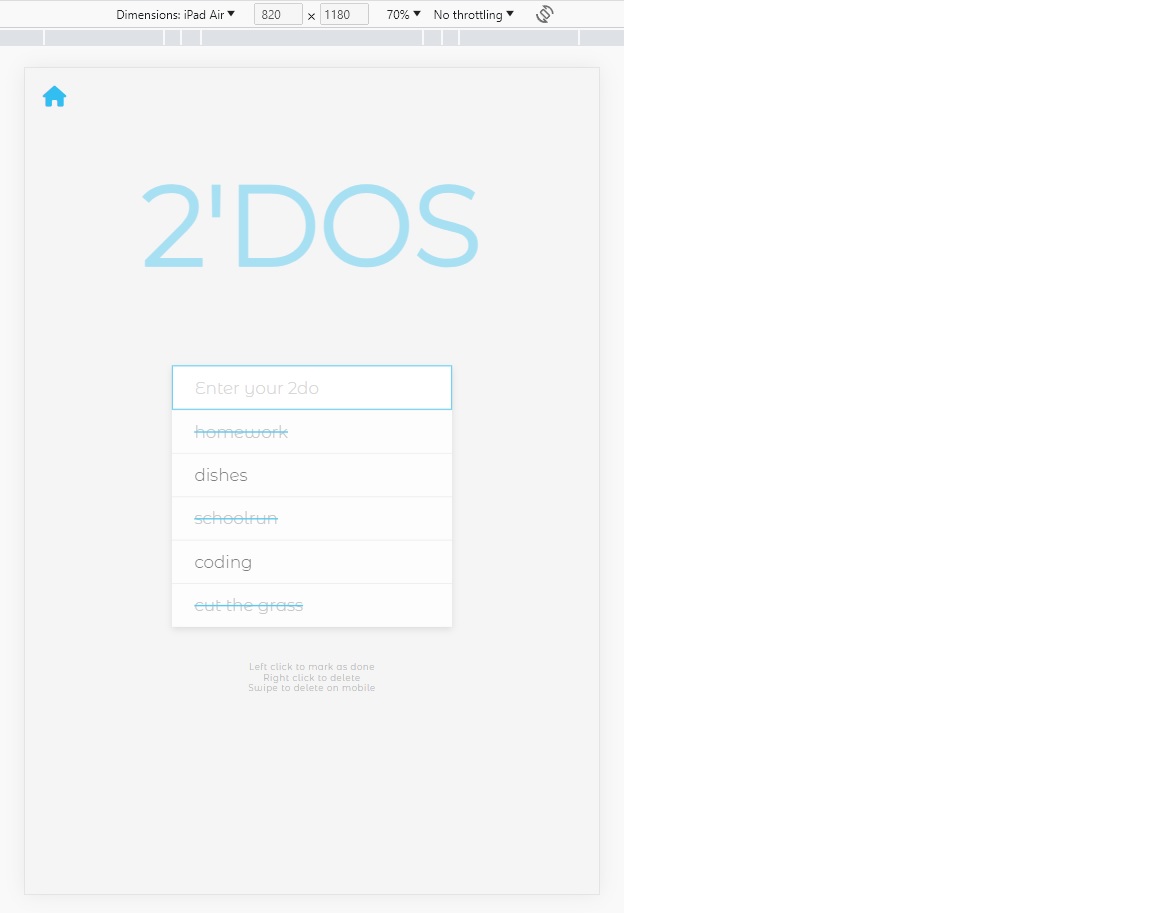 Dimensions: iPad Air 820 × 1180 70% No throttling
2'DOS
Enter your 2do
homework
dishes
schoolrun
coding
cut the grass
Left click to mark as done
Right click to delete
Swipe to delete on mobile